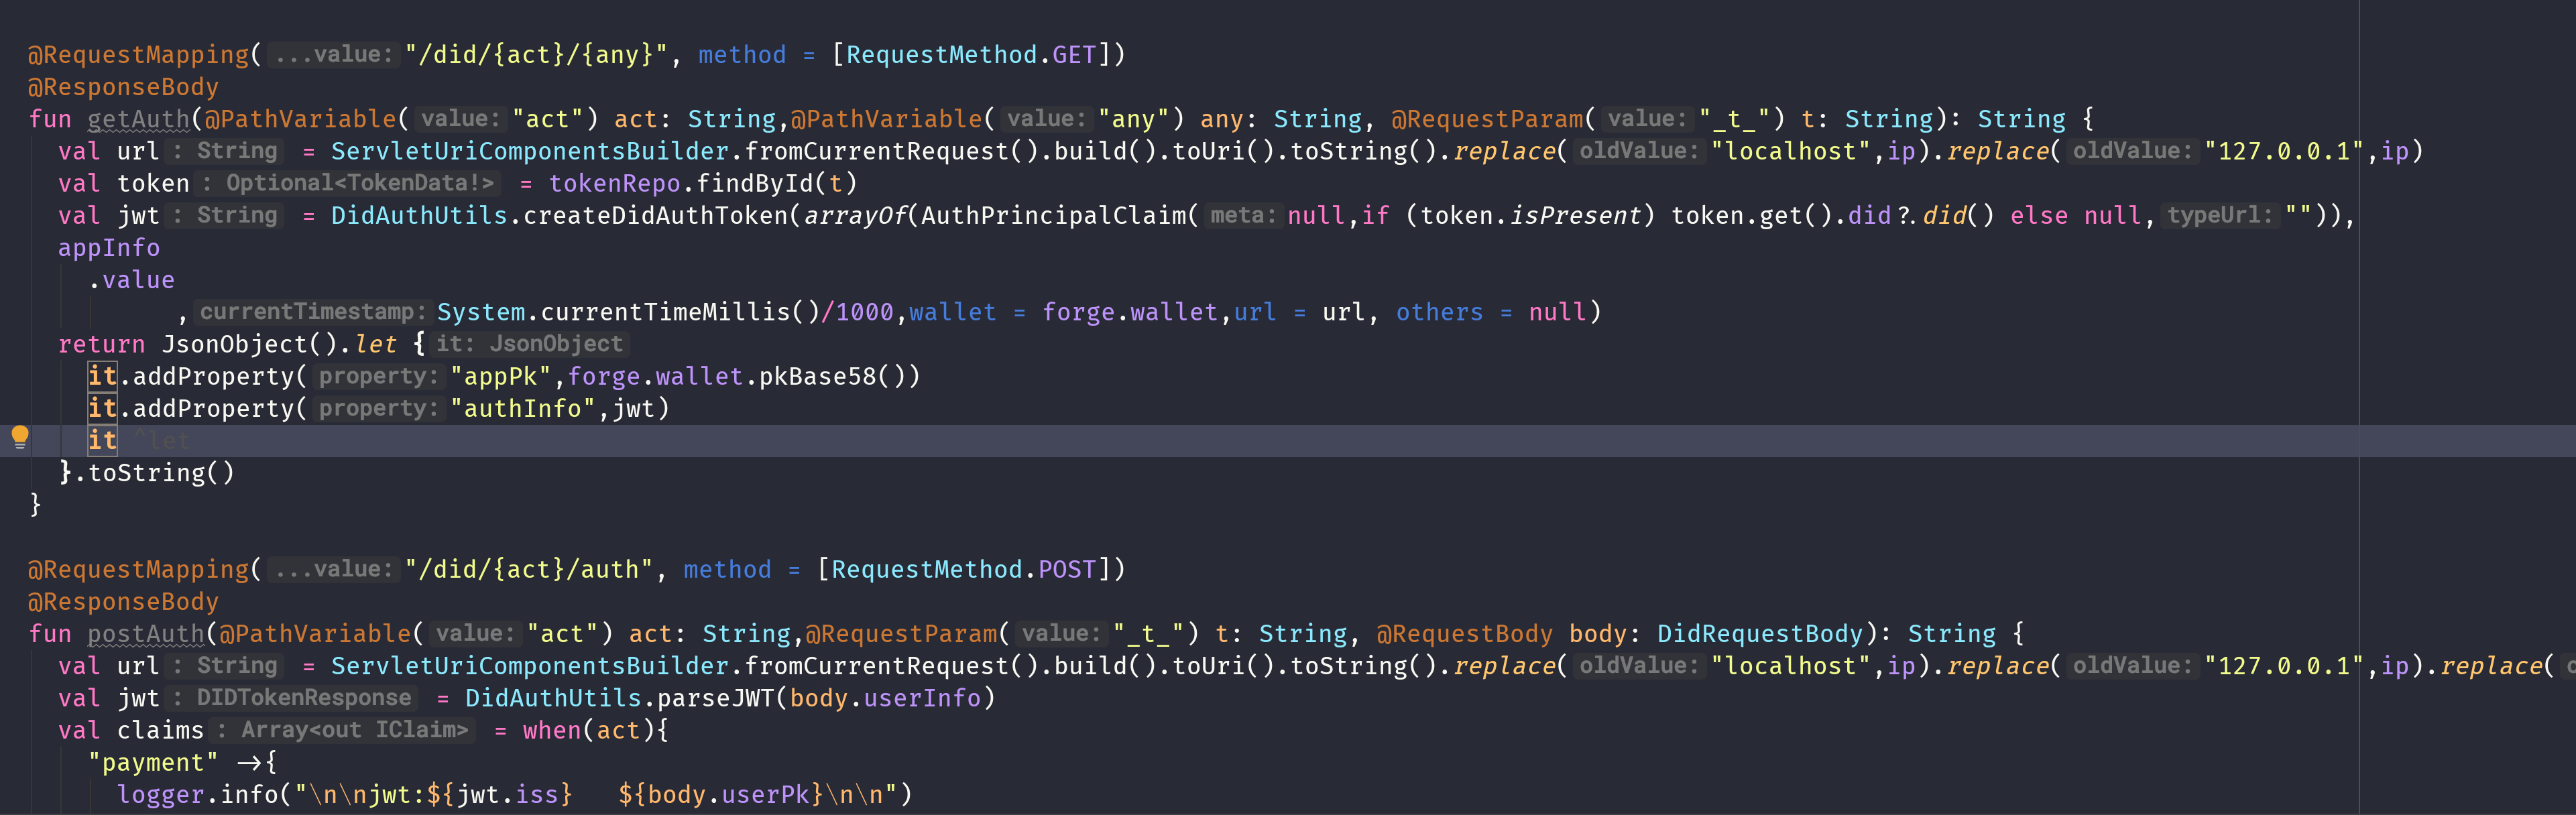 @RequestMapping( ...value: "/did/{act}/{any}", method = [RequestMethod.GET])
@ResponseBody
fun getAuth(@PathVariable( value: "act") act: String,@PathVariable( value: "any") any: String, @RequestParam( value: "_t_") t: String): String {
val url : String = ServletUriComponentsBuilder.fromCurrentRequest().build().toUri().toString().replace( oldValue: "localhost",ip).replace( oldValue: "127.0.0.1",ip)
val token : Optional<TokenData!> = tokenRepo.findById(t)
val jwt : String = DidAuthUtils.createDidAuthToken(arrayOf(AuthPrincipalClaim( meta: null,if (token.isPresent) token.get().did?.did() else null, typeUrl: "")),
appInfo
.value
, currentTimestamp: System.currentTimeMillis()/1000,wallet = forge.wallet,url = url, others = null)
return JsonObject().let { it: JsonObject
it.addProperty( property: "appPk",forge.wallet.pkBase58())
it.addProperty( property: "authInfo",jwt)
it ^let
}.toString()
}
@RequestMapping( ...value: "/did/{act}/auth", method = [RequestMethod.POST])
@ResponseBody
fun postAuth(@PathVariable( value: "act") act: String,@RequestParam( value: "_t_") t: String, @RequestBody body: DidRequestBody): String {
val url : String = ServletUriComponentsBuilder.fromCurrentRequest().build().toUri().toString().replace( oldValue: "localhost",ip).replace( oldValue: "127.0.0.1",ip).replace(
val jwt : DIDTokenResponse = DidAuthUtils.parseJWT(body.userInfo)
val claims : Array<out IClaim> = when(act){
"payment" ->{
logger.info("\n\njwt:${jwt.iss}   ${body.userPk}\n\n")